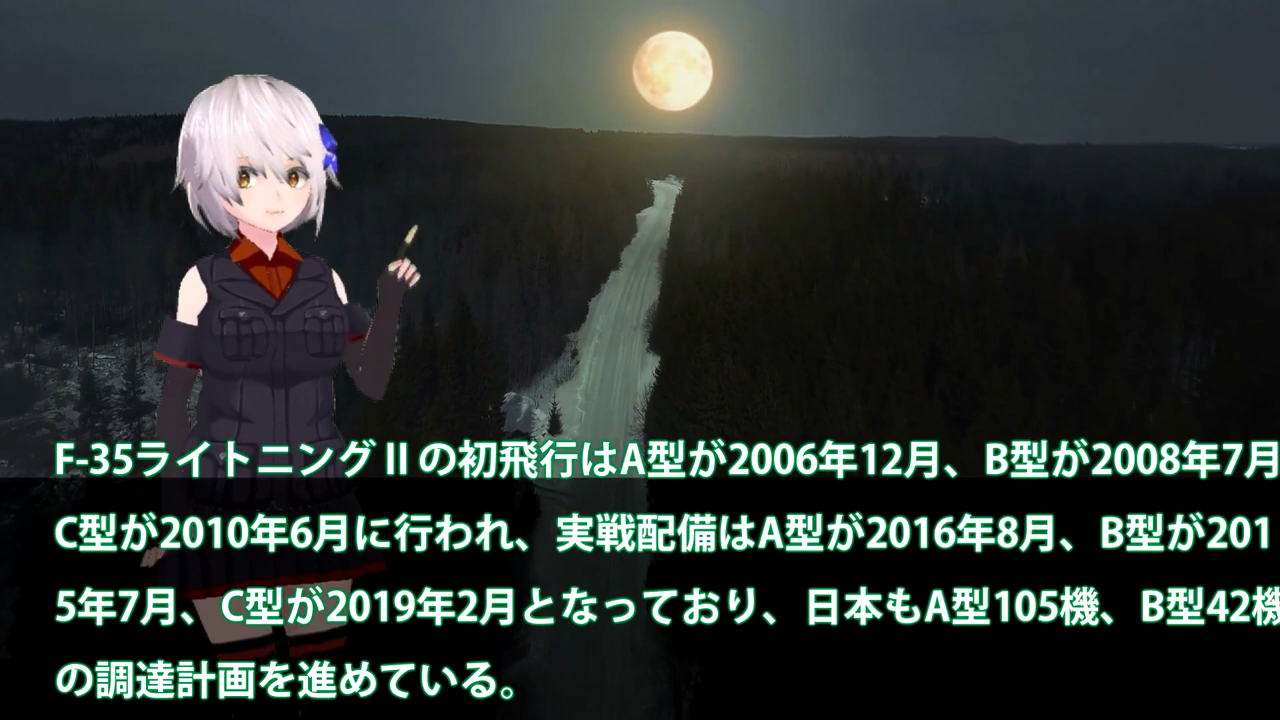 F-35ライトニングⅡの初飛行はA型が2006年12月、B型が2008年7月
C型が2010年6月に行われ、実戦配備はA型が2016年8月、B型が201
5年7月、C型が2019年2月となっており、日本もA型105機、B型42機
の調達計画を進めている。